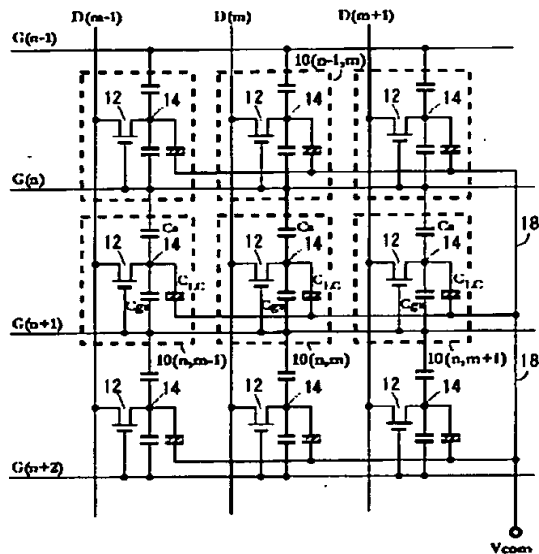 D(m-1) D(m) D(m+1)
G(n-1)
10(n-1,m)
12 14 12 14 12 14
G(n)
Cs Cs Cs
12 14 12 14 12 14
18
CLC CLC CLC
Cgs Cgs Cgs
G(n+1)
10(n,m-1) 10(n,m) 10(n,m+1)
18
12 14 12 14 12 14
G(n+2)
Vcom